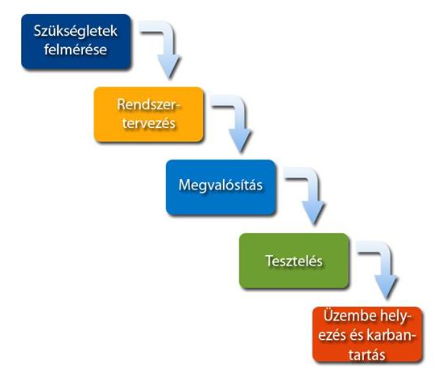 Szükségletek
felmérése
Rendszer-
tervezés
Megvalósítás
Tesztelés
Üzembe hely-
ezés és karban-
tartás